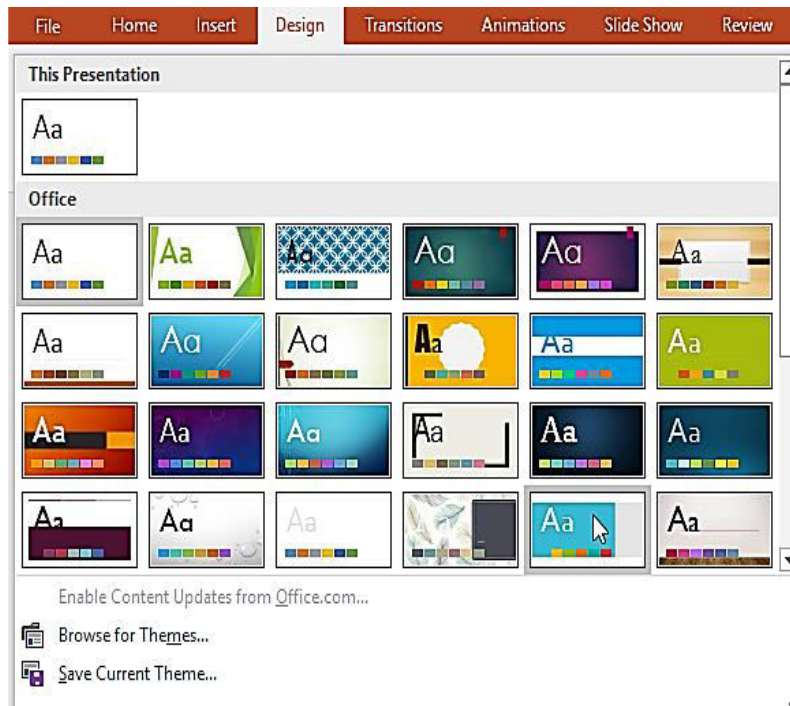 File Home Insert Design Transitions Animations Slide Show Review
This Presentation
Aa
Office
Aa Aa Aa Aa Aa Aa
Aa Aa Aa Aa Aa Aa
Aa Aa Aa Aa Aa Aa
Aa Aa Aa Aa Aa
Enable Content Updates from Office.com...
Browse for Themes...
Save Current Theme...